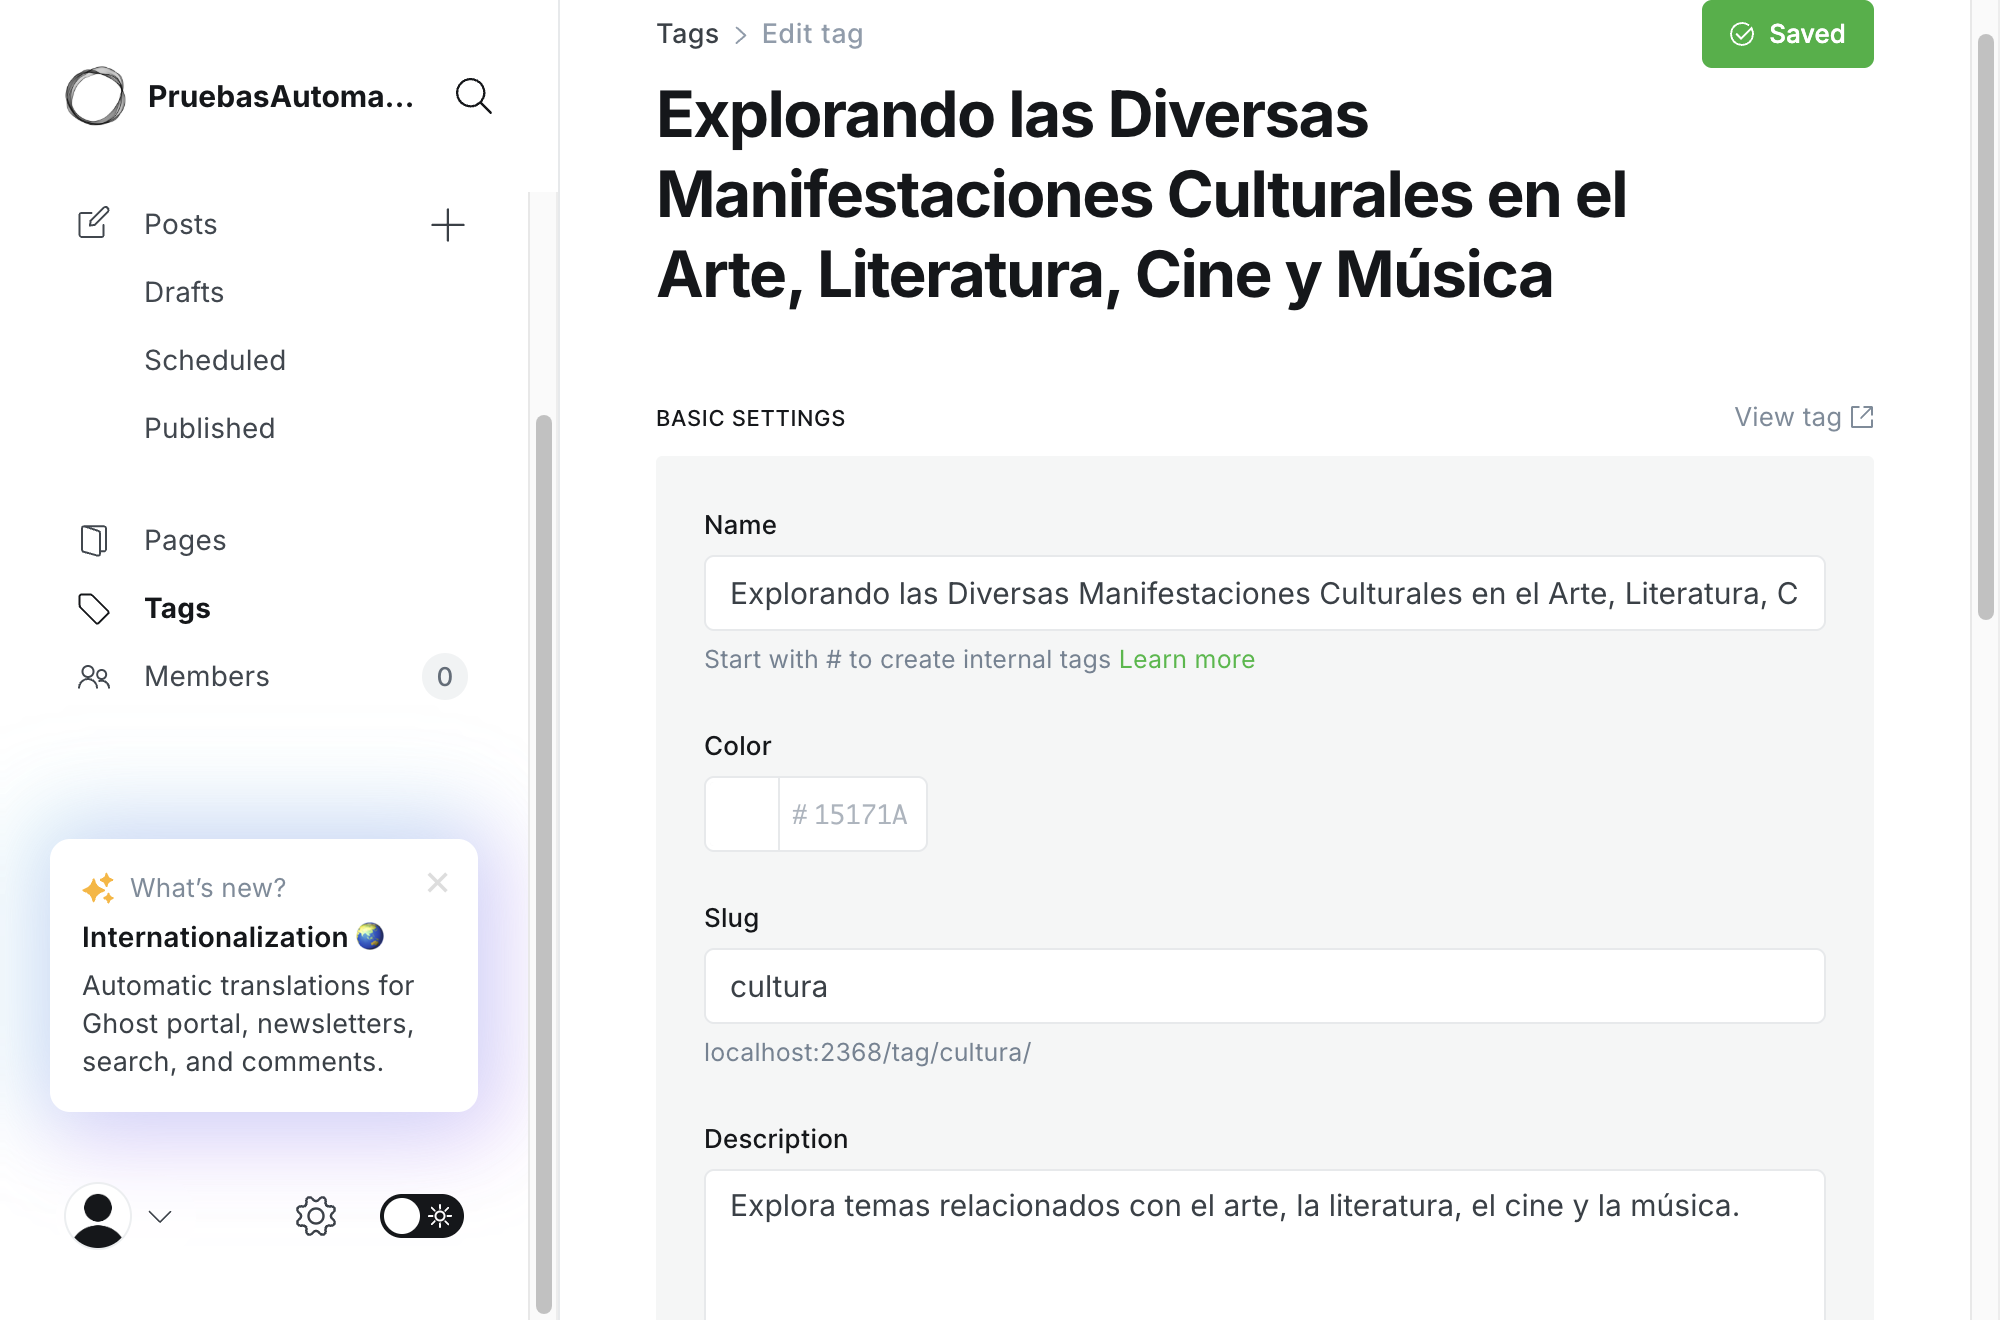 PruebasAutoma...
Posts
Drafts
Scheduled
Published
Pages
Tags
Members
0
What’s new?
Internationalization
Automatic translations for
Ghost portal, newsletters,
search, and comments.
Tags > Edit tag
Saved
Explorando las Diversas
Manifestaciones Culturales en el
Arte, Literatura, Cine y Música
BASIC SETTINGS
View tag
Name
Explorando las Diversas Manifestaciones Culturales en el Arte, Literatura, C
Start with # to create internal tags Learn more
Color
# 15171A
Slug
cultura
localhost:2368/tag/cultura/
Description
Explora temas relacionados con el arte, la literatura, el cine y la música.